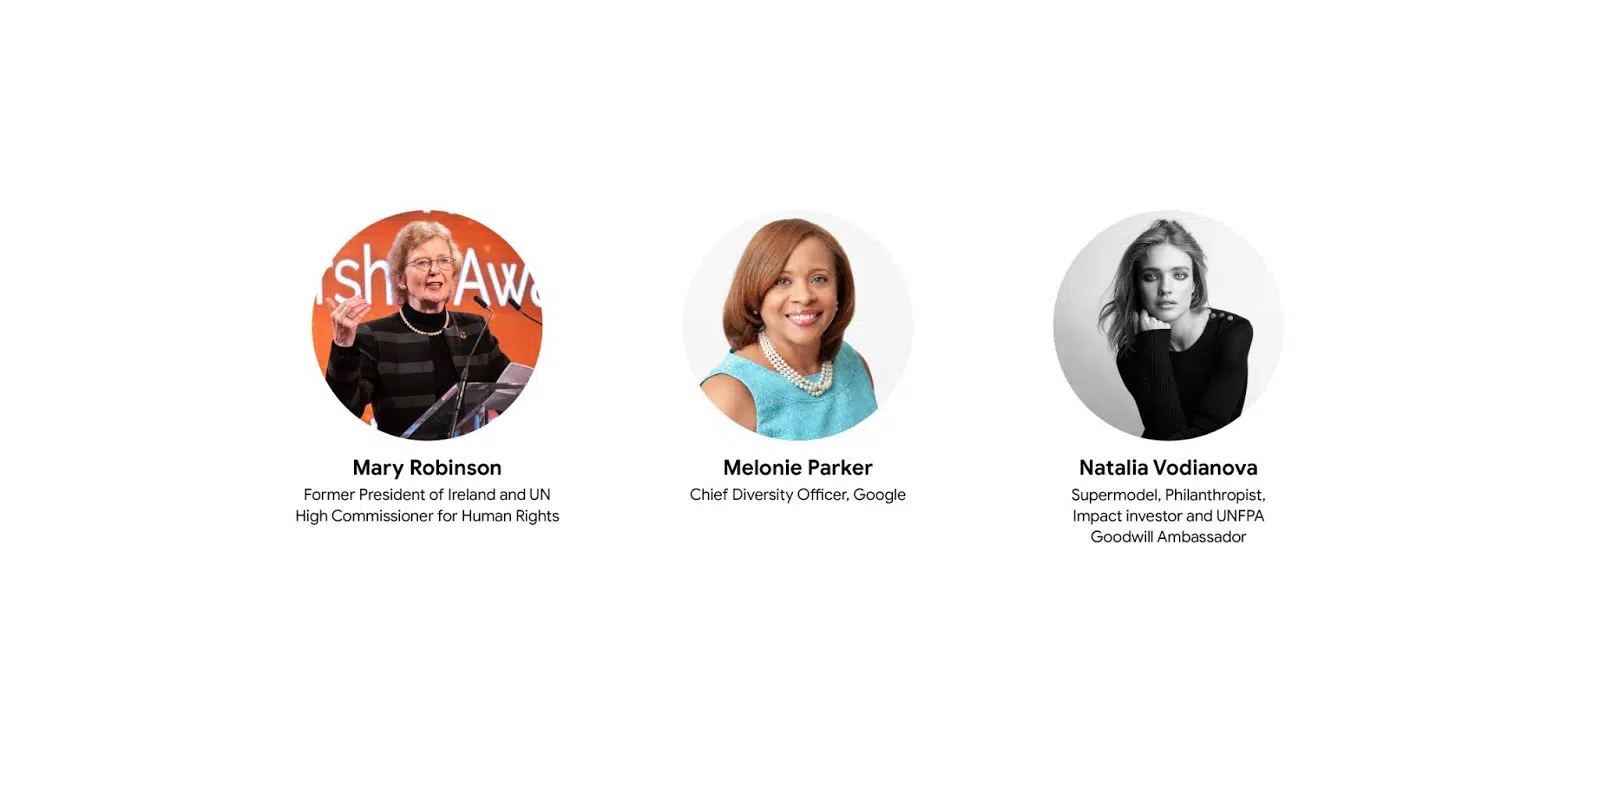 rsh Awa
Mary Robinson
Former President of Ireland and UN
High Commissioner for Human Rights
Melonie Parker
Chief Diversity Officer, Google
Natalia Vodianova
Supermodel, Philanthropist,
Impact investor and UNFPA
Goodwill Ambassador